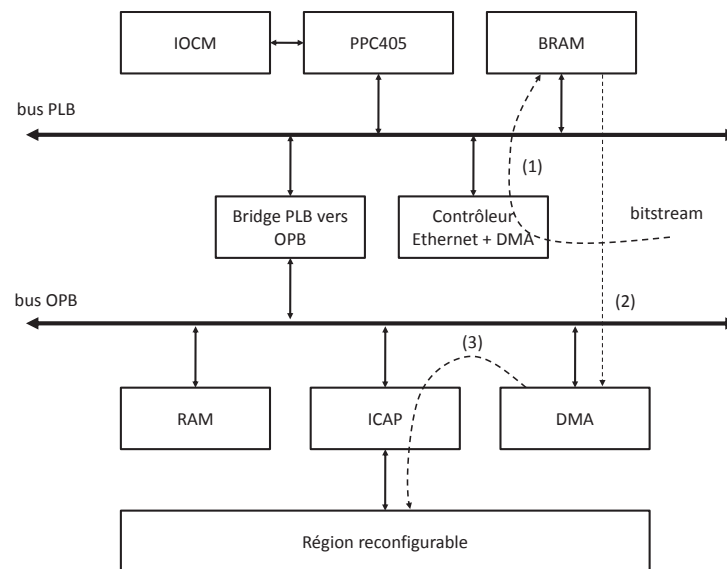 IOCM
PPC405
BRAM
bus PLB
(1)
Bridge PLB vers
OPB
Contrôleur
Ethernet + DMA
bitstream
bus OPB
(2)
(3)
RAM
ICAP
DMA
Région reconfigurable